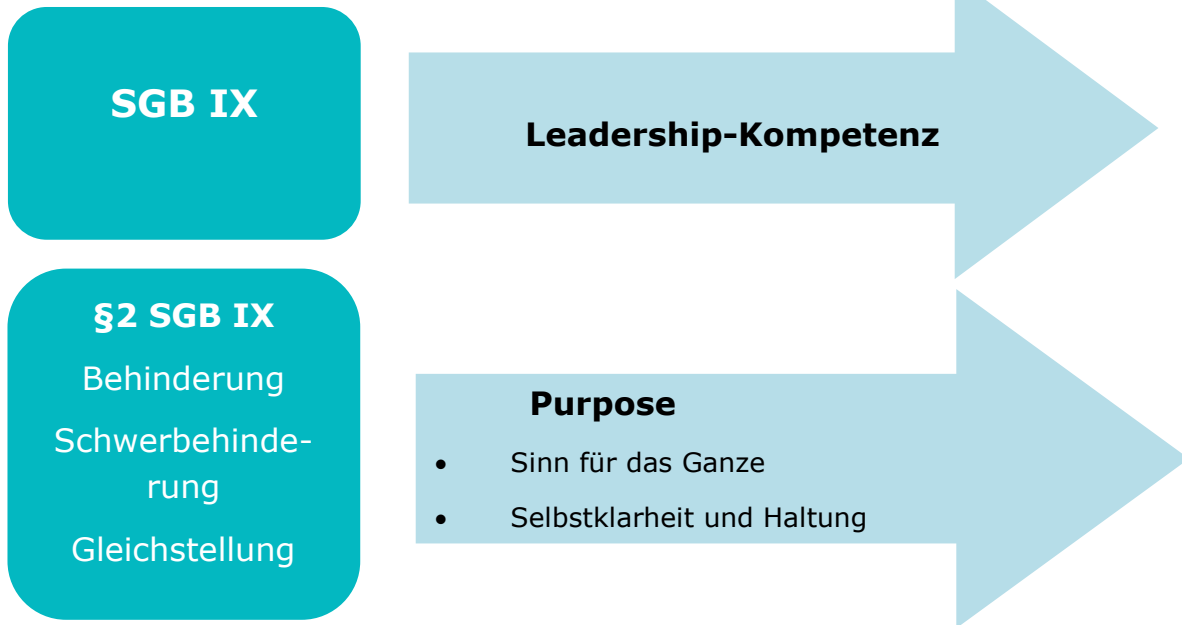 SGB IX
Leadership-Kompetenz
§2 SGB IX
Behinderung
Schwerbehinde-
rung
Gleichstellung
Purpose
• Sinn für das Ganze
• Selbstklarheit und Haltung